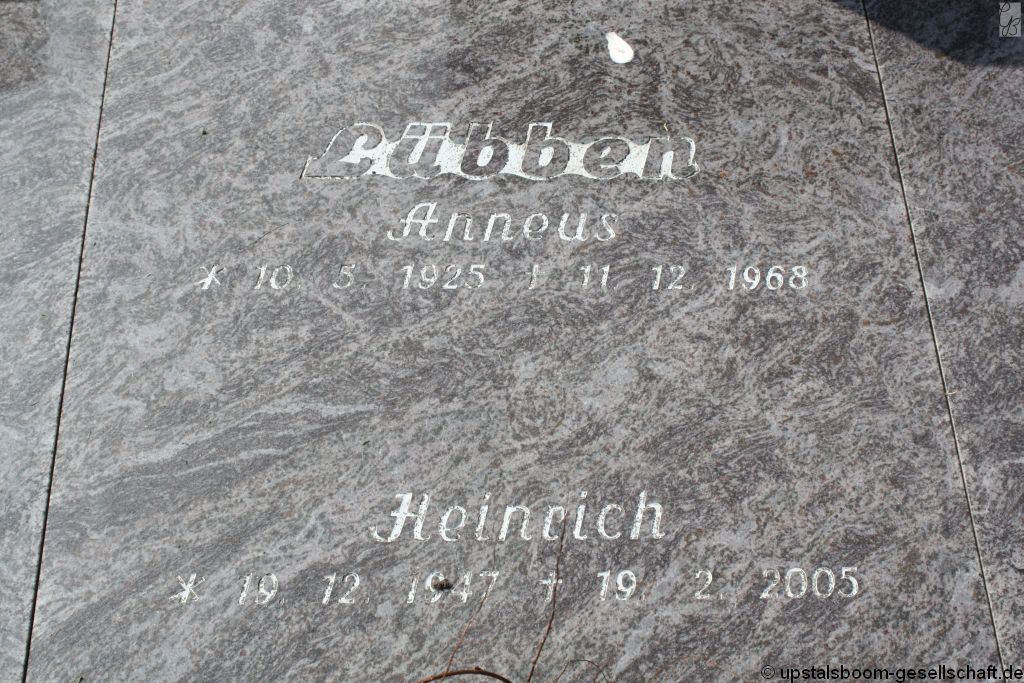 Lübben
Anneus
* 10. 5. 1925 † 11. 12. 1968
Heinrich
* 19. 12. 1947 † 19. 2. 2005
© upstalsboom-gesellschaft.de